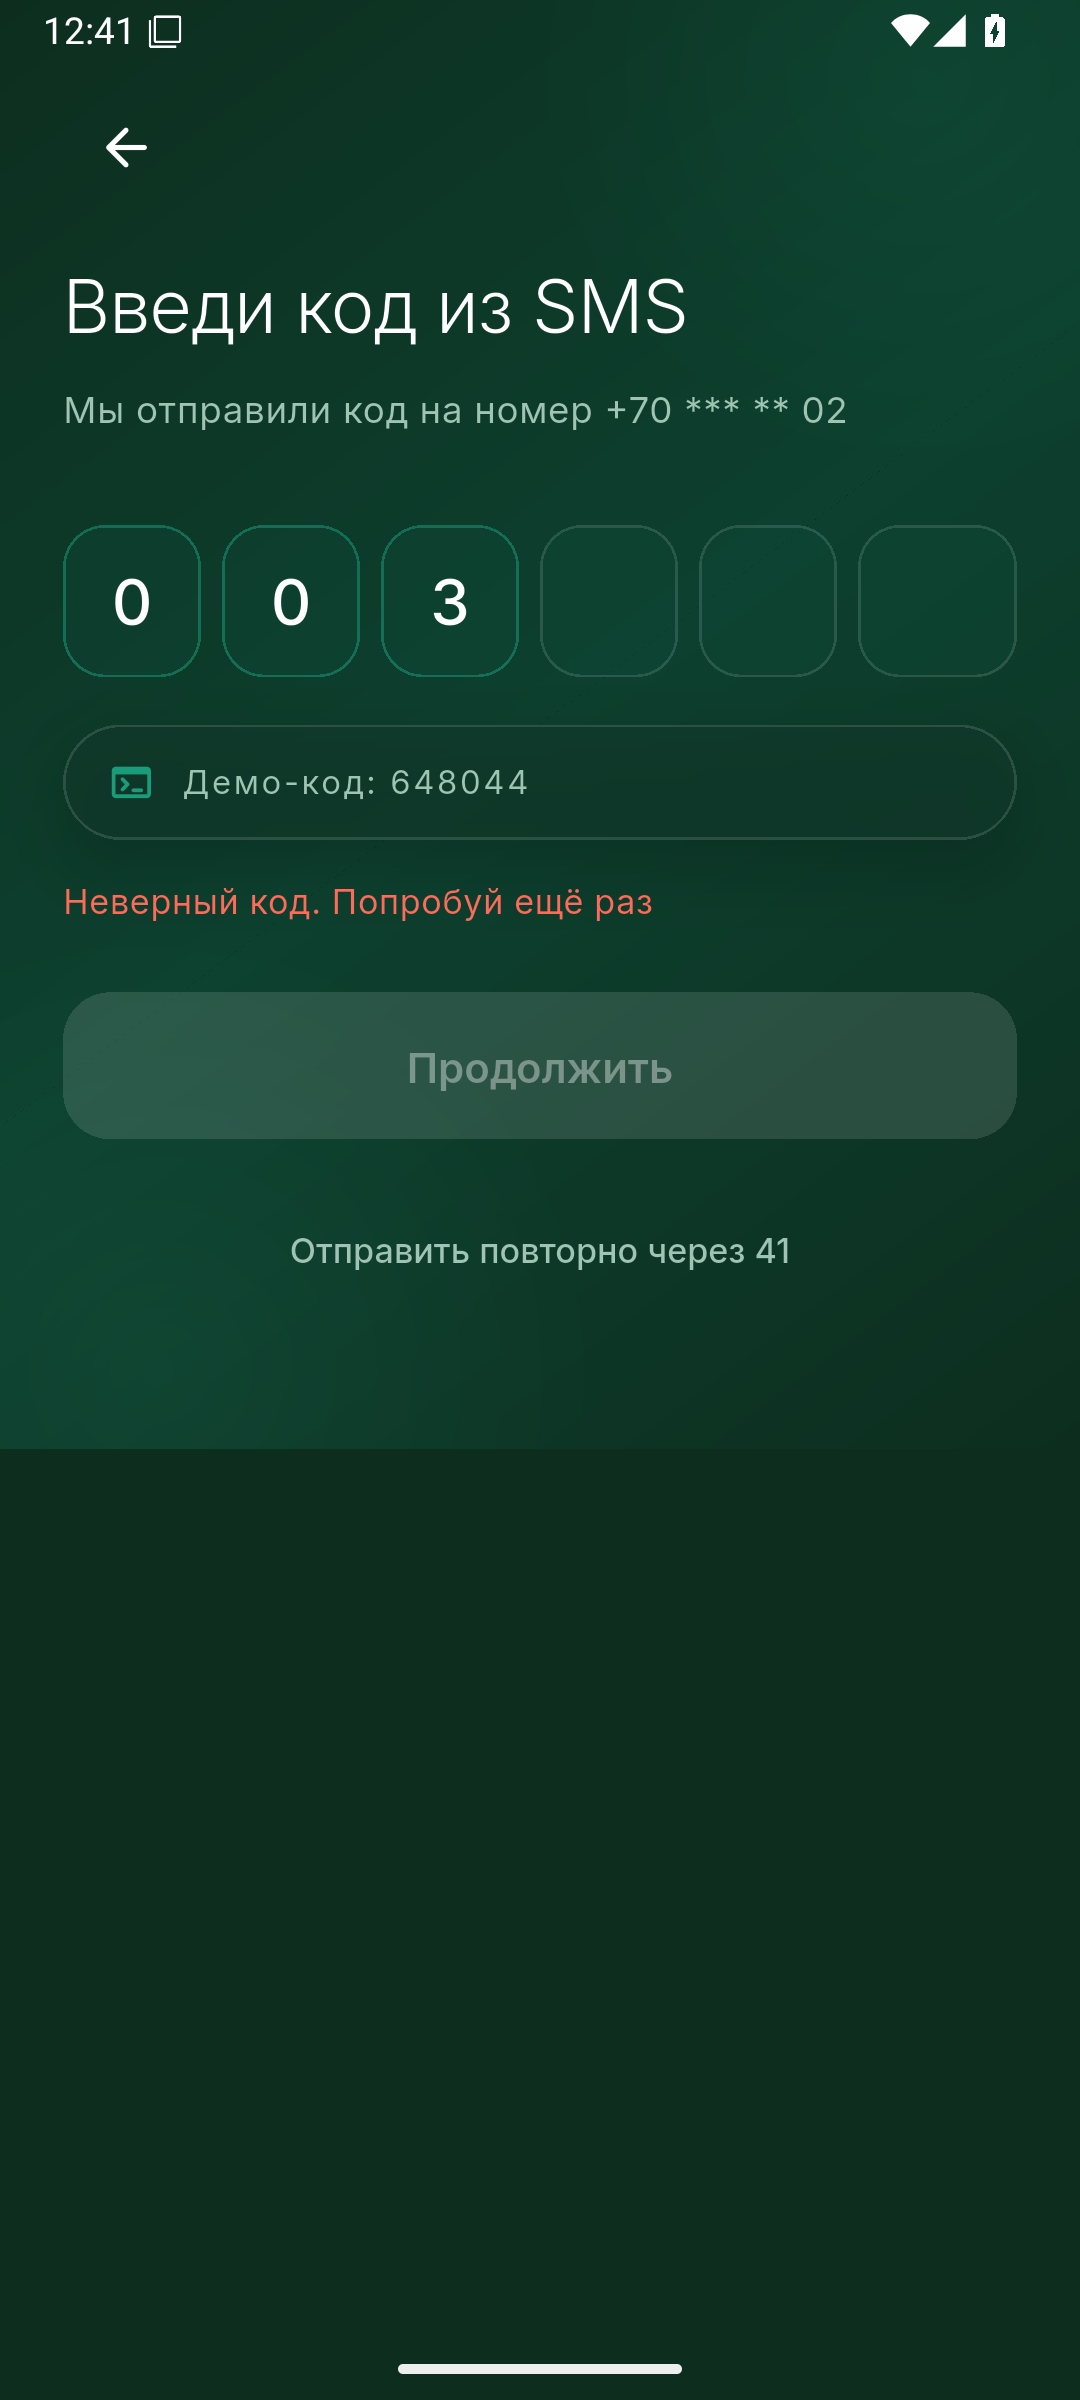 12:41
Введи код из SMS
Мы отправили код на номер +70 *** ** 02
0 0 3
Демо-код: 648044
Неверный код. Попробуй ещё раз
Продолжить
Отправить повторно через 41